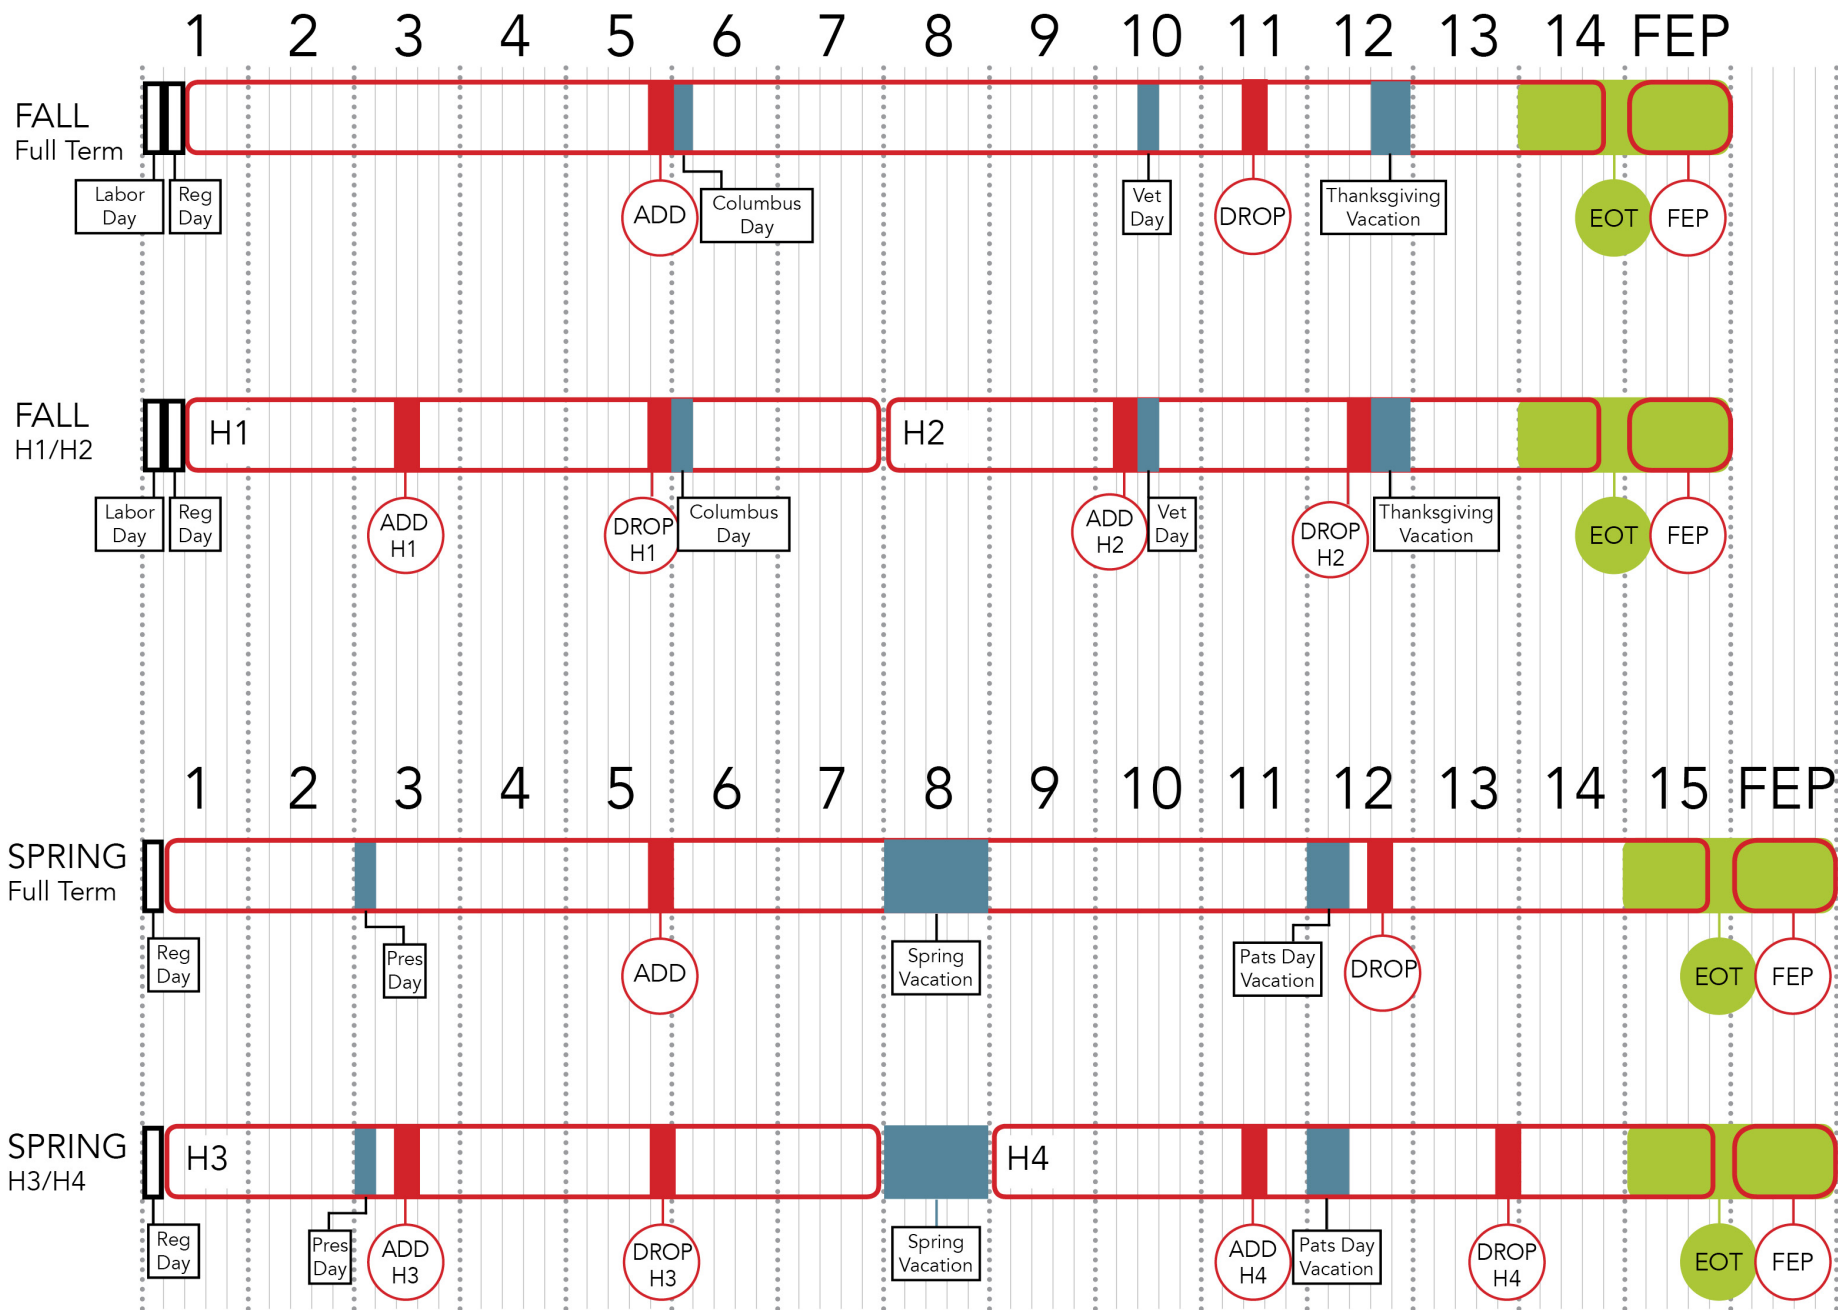 1 2 3 4 5 6 7 8 9 10 11 12 13 14 FEP
FALL
Full Term
Labor
Day
Reg
Day
ADD
Columbus
Day
Vet
Day
DROP
Thanksgiving
Vacation
EOT
FEP
FALL
H1/H2
H1
H2
Labor
Day
Reg
Day
ADD
H1
DROP
H1
Columbus
Day
ADD
H2
Vet
Day
DROP
H2
Thanksgiving
Vacation
EOT
FEP
1 2 3 4 5 6 7 8 9 10 11 12 13 14 15 FEP
SPRING
Full Term
Reg
Day
Pres
Day
ADD
Spring
Vacation
Pats Day
Vacation
DROP
EOT
FEP
SPRING
H3/H4
H3
H4
Reg
Day
Pres
Day
ADD
H3
DROP
H3
Spring
Vacation
ADD
H4
Pats Day
Vacation
DROP
H4
EOT
FEP